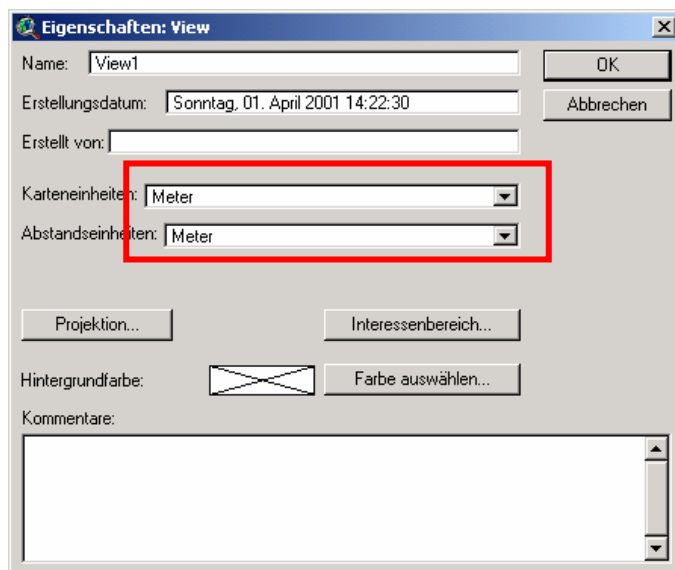 Eigenschaften: View
Name: View1
OK
Erstellungsdatum: Sonntag, 01. April 2001 14:22:30
Abbrechen
Erstellt von:
Karteneinheiten: Meter
Abstandseinheiten: Meter
Projektion...
Interessenbereich...
Hintergrundfarbe:
Farbe auswählen...
Kommentare: